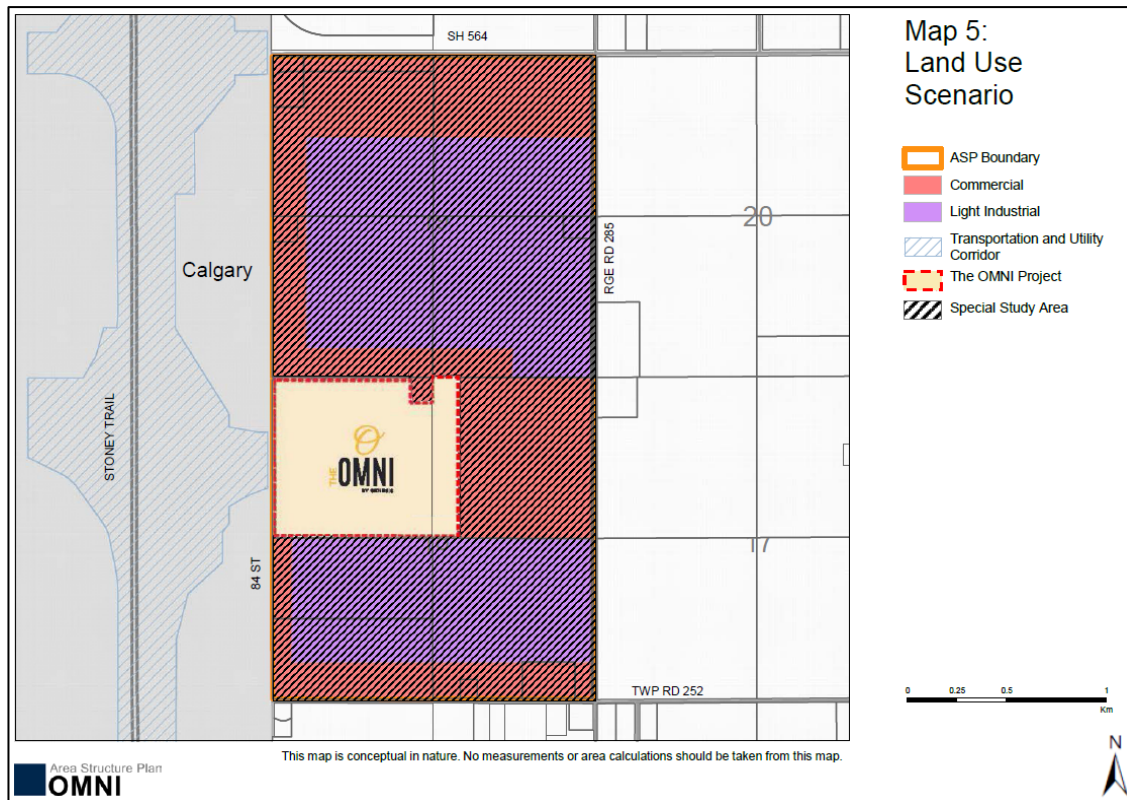 Map 5:
Land Use
Scenario
ASP Boundary
Commercial
Light Industrial
Transportation and Utility
Corridor
The OMNI Project
Special Study Area
SH 564
20
RGE RD 285
Calgary
STONEY TRAIL
THE
OMNI
17
84 ST
TWP RD 252
0 0.25 0.5 1
Km
This map is conceptual in nature. No measurements or area calculations should be taken from this map.
N
Area Structure Plan
OMNI